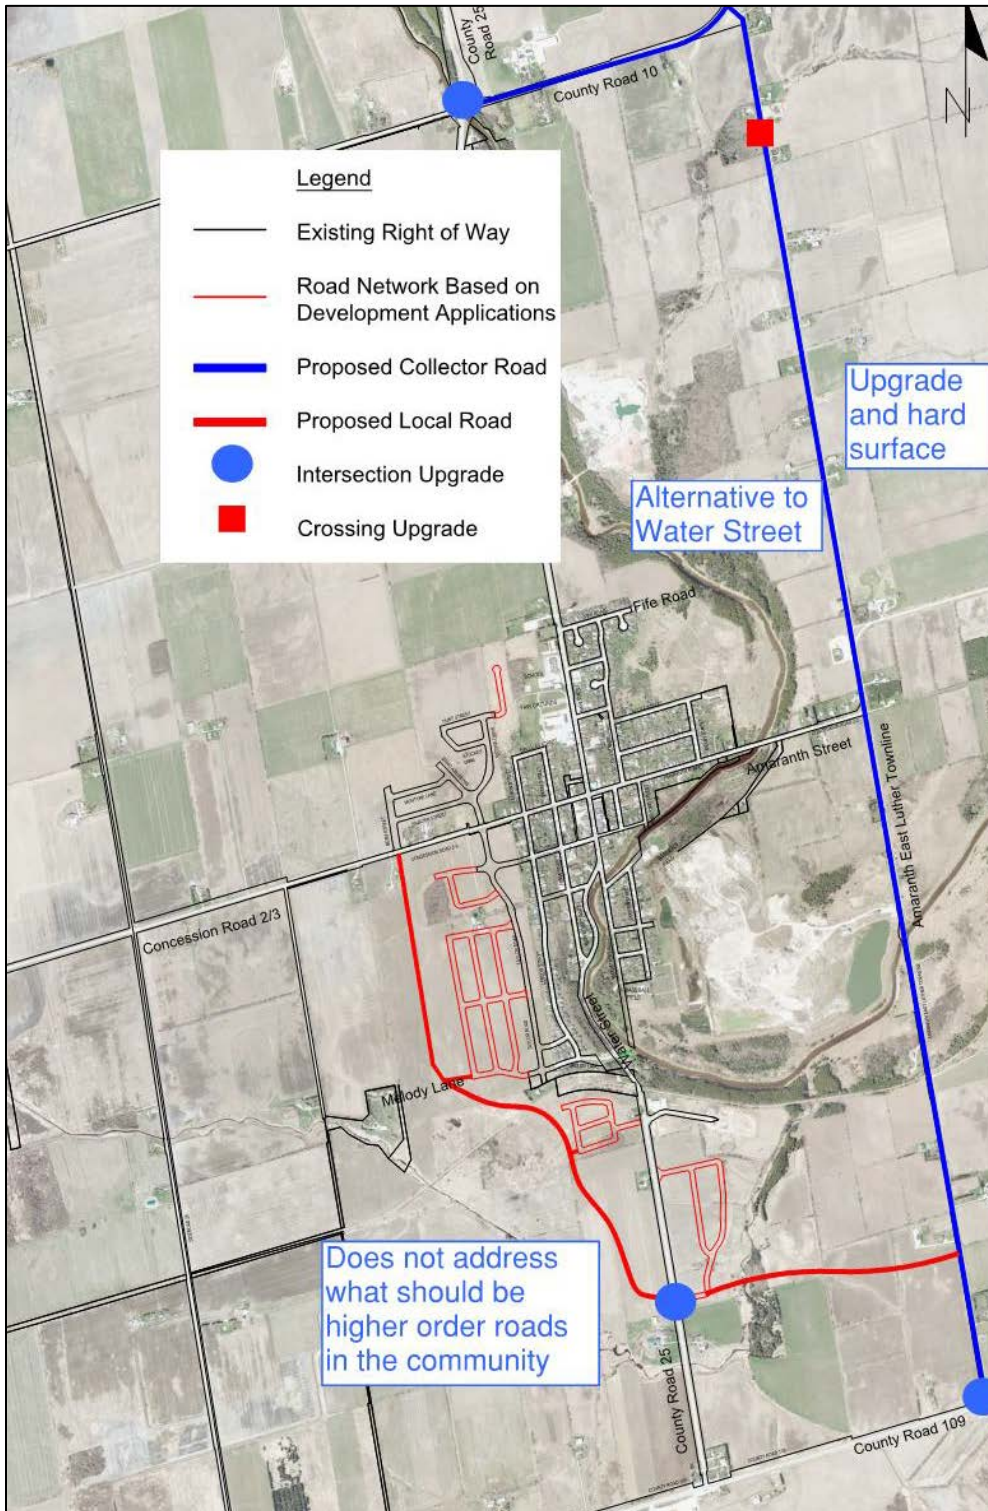 County
Road 25
County Road 10
N
Legend
Existing Right of Way
Road Network Based on
Development Applications
Proposed Collector Road
Proposed Local Road
Intersection Upgrade
Crossing Upgrade
Upgrade
and hard
surface
Alternative to
Water Street
Fife Road
Amaranth Street
Amaranth East Luther Townline
Concession Road 2/3
Water Street
Melody Lane
Does not address
what should be
higher order roads
in the community
County Road 25
County Road 109